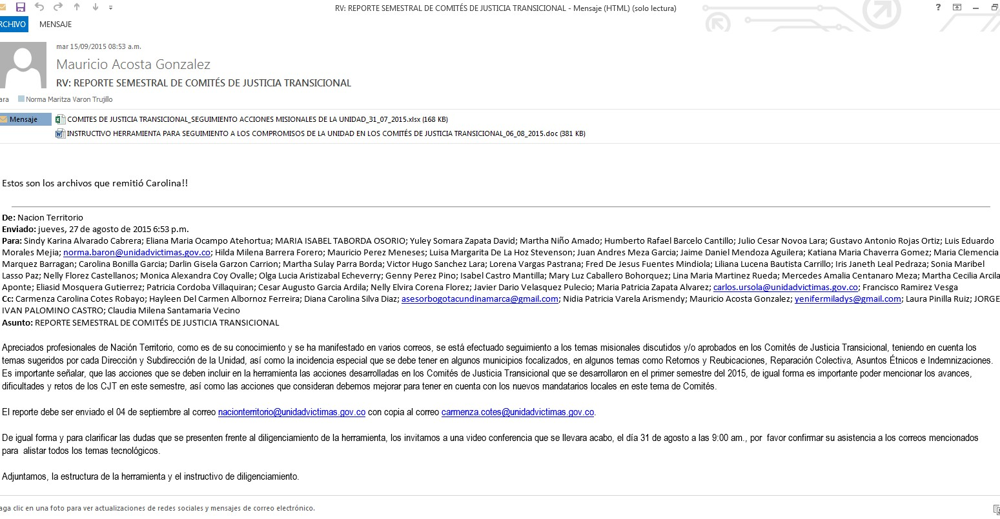 RV: REPORTE SEMESTRAL DE COMITÉS DE JUSTICIA TRANSICIONAL - Mensaje (HTML) (solo lectura)
?
RCHIVO MENSAJE
mar 15/09/2015 08:53 a.m.
Mauricio Acosta Gonzalez
RV: REPORTE SEMESTRAL DE COMITÉS DE JUSTICIA TRANSICIONAL
ara Norma Maritza Varon Trujillo
Mensaje COMITES DE JUSTICIA TRANSICIONAL_SEGUIMIENTO ACCIONES MISIONALES DE LA UNIDAD_31_07_2015.xlsx (168 KB)
INSTRUCTIVO HERRAMIENTA PARA SEGUIMIENTO A LOS COMPROMISOS DE LA UNIDAD EN LOS COMITÉS DE JUSTICIA TRANSICIONAL_06_08_2015.doc (381 KB)
Estos son los archivos que remitió Carolina!!
De: Nacion Territorio
Enviado: jueves, 27 de agosto de 2015 6:53 p.m.
Para: Sindy Karina Alvarado Cabrera; Eliana Maria Ocampo Atehortua; MARIA ISABEL TABORDA OSORIO; Yuley Somara Zapata David; Martha Niño Amado; Humberto Rafael Barcelo Cantillo; Julio Cesar Novoa Lara; Gustavo Antonio Rojas Ortiz; Luis Eduardo
Morales Mejia; norma.baron@unidadvictimas.gov.co; Hilda Milena Barrera Forero; Mauricio Perez Meneses; Luisa Margarita De La Hoz Stevenson; Juan Andres Meza Garcia; Jaime Daniel Mendoza Aguilera; Katiana Maria Chaverra Gomez; Maria Clemencia
Marquez Barragan; Carolina Bonilla Garcia; Darlin Gisela Garzon Carrion; Martha Sulay Parra Borda; Victor Hugo Sanchez Lara; Lorena Vargas Pastrana; Fred De Jesus Fuentes Mindiola; Liliana Lucena Bautista Carrillo; Iris Janeth Leal Pedraza; Sonia Maribel
Lasso Paz; Nelly Florez Castellanos; Monica Alexandra Coy Ovalle; Olga Lucia Aristizabal Echeverry; Genny Perez Pino; Isabel Castro Mantilla; Mary Luz Caballero Bohorquez; Lina Maria Martinez Rueda; Mercedes Amalia Centanaro Meza; Martha Cecilia Arcila
Aponte; Eliasid Mosquera Gutierrez; Patricia Cordoba Villaquiran; Cesar Augusto Garcia Ardila; Nelly Elvira Corena Florez; Javier Dario Velasquez Pulecio; Maria Patricia Zapata Alvarez; carlos.ursola@unidadvictimas.gov.co; Francisco Ramirez Vesga
Cc: Carmenza Carolina Cotes Robayo; Hayleen Del Carmen Albornoz Ferreira; Diana Carolina Silva Diaz; asesorbogotacundinamarca@gmail.com; Nidia Patricia Varela Arismendy; Mauricio Acosta Gonzalez; yenifermiladys@gmail.com; Laura Pinilla Ruiz; JORGE
IVAN PALOMINO CASTRO; Claudia Milena Santamaria Vecino
Asunto: REPORTE SEMESTRAL DE COMITÉS DE JUSTICIA TRANSICIONAL
Apreciados profesionales de Nación Territorio, como es de su conocimiento y se ha manifestado en varios correos, se está efectuado seguimiento a los temas misionales discutidos y/o aprobados en los Comités de Justicia Transicional, teniendo en cuenta los
temas sugeridos por cada Dirección y Subdirección de la Unidad, así como la incidencia especial que se debe tener en algunos municipios focalizados, en algunos temas como Retornos y Reubicaciones, Reparación Colectiva, Asuntos Étnicos e Indemnizaciones.
Es importante señalar, que las acciones que se deben incluir en la herramienta las acciones desarrolladas en los Comités de Justicia Transicional que se desarrollaron en el primer semestre del 2015, de igual forma es importante poder mencionar los avances,
dificultades y retos de los CJT en este semestre, así como las acciones que consideran debemos mejorar para tener en cuenta con los nuevos mandatarios locales en este tema de Comités.
El reporte debe ser enviado el 04 de septiembre al correo nacionterritorio@unidadvictimas.gov.co con copia al correo carmenza.cotes@unidadvictimas.gov.co.
De igual forma y para clarificar las dudas que se presenten frente al diligenciamiento de la herramienta, los invitamos a una video conferencia que se llevara acabo, el día 31 de agosto a las 9:00 am., por favor confirmar su asistencia a los correos mencionados
para alistar todos los temas tecnológicos.
Adjuntamos, la estructura de la herramienta y el instructivo de diligenciamiento.
aga clic en una foto para ver actualizaciones de redes sociales y mensajes de correo electrónico.